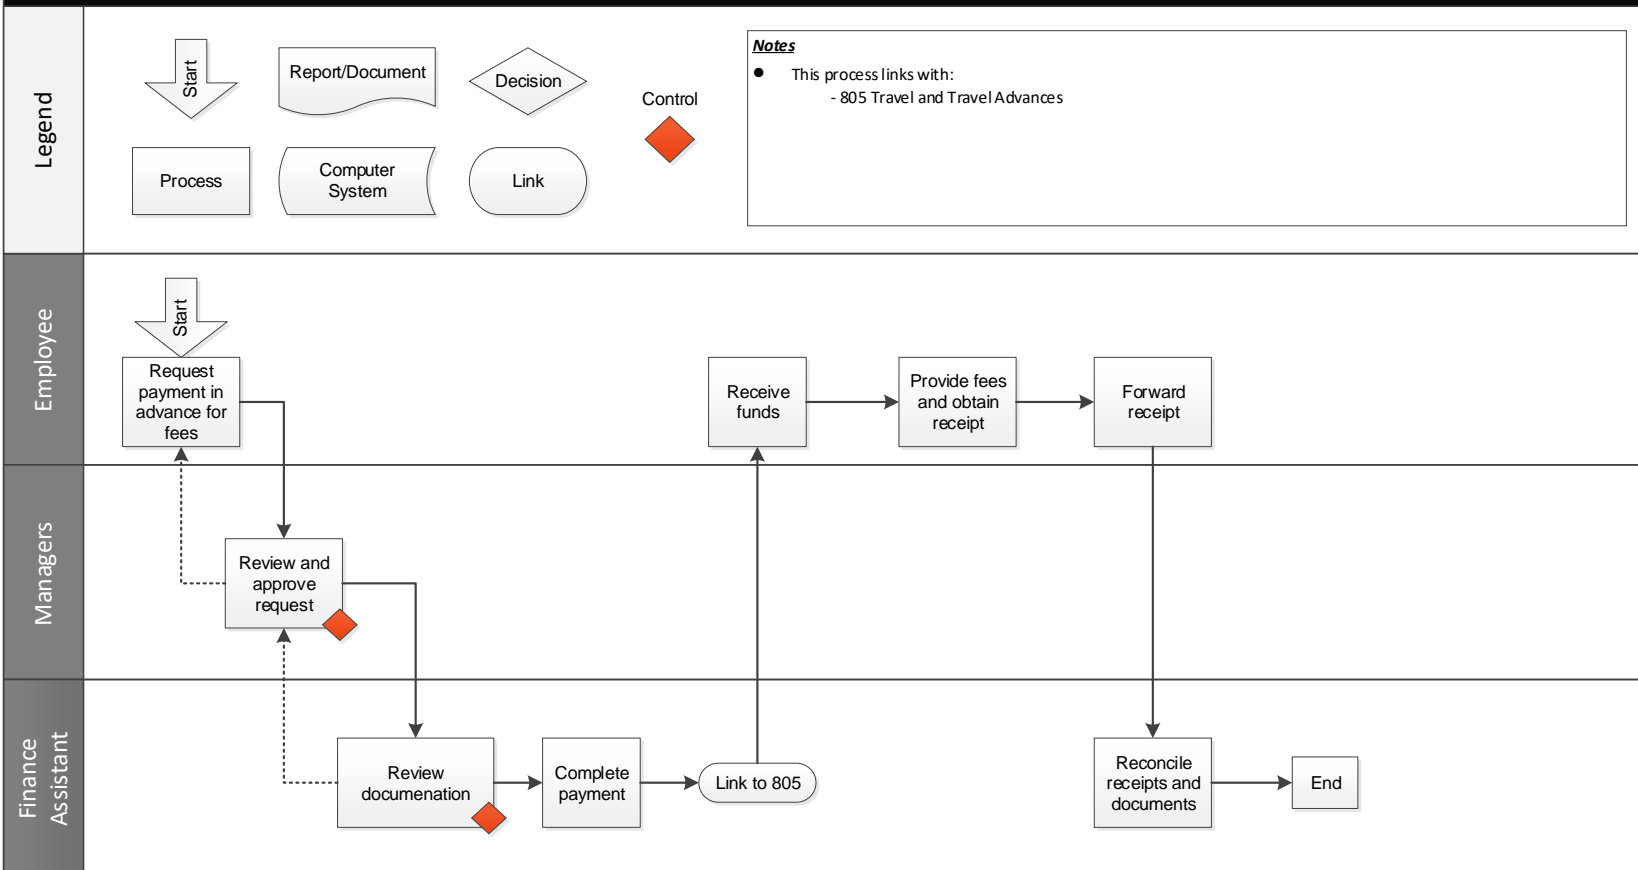 Legend
Start
Report/Document
Decision
Control
Process
Computer
System
Link
Notes
● This process links with:
- 805 Travel and Travel Advances
Employee
Start
Request
payment in
advance for
fees
Receive
funds
Provide fees
and obtain
receipt
Forward
receipt
Managers
Review and
approve
request
Finance
Assistant
Review
documenation
Complete
payment
Link to 805
Reconcile
receipts and
documents
End